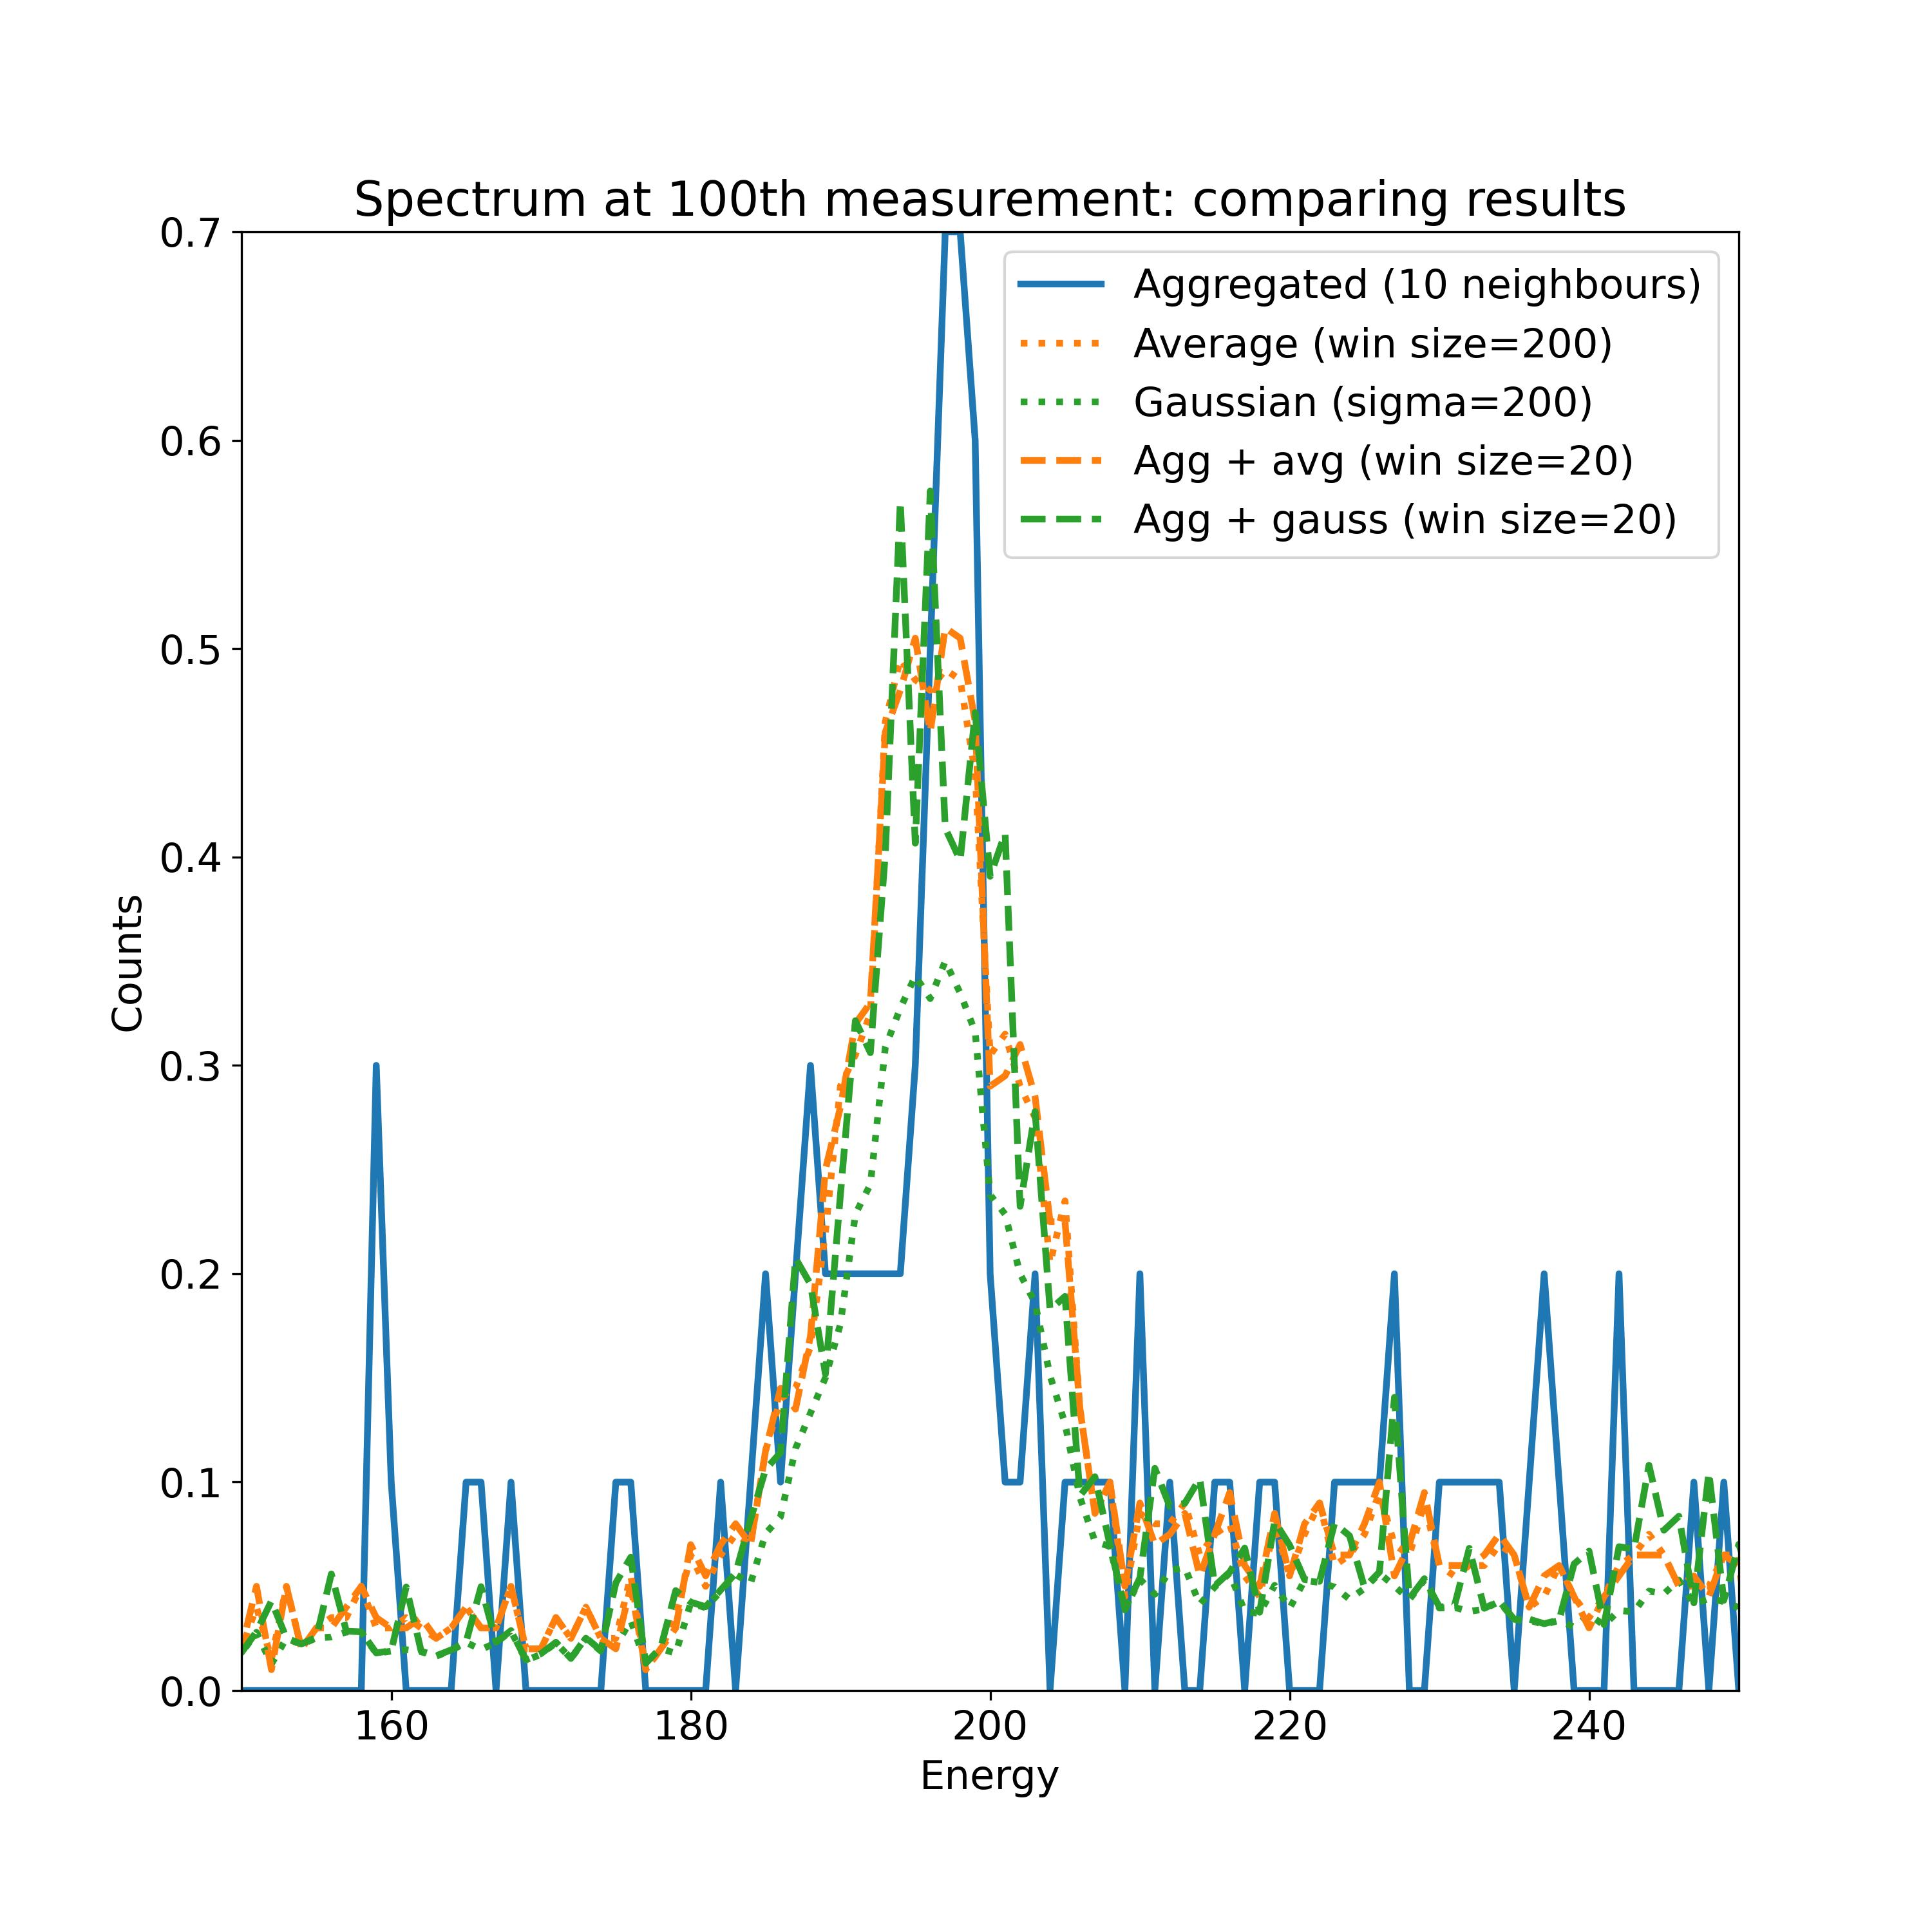 Spectrum at 100th measurement: comparing results
0.7
0.6
0.5
0.4
0.3
0.2
0.1
0.0
Counts
Aggregated (10 neighbours)
Average (win size=200)
Gaussian (sigma=200)
Agg + avg (win size=20)
Agg + gauss (win size=20)
160 180 200 220 240
Energy